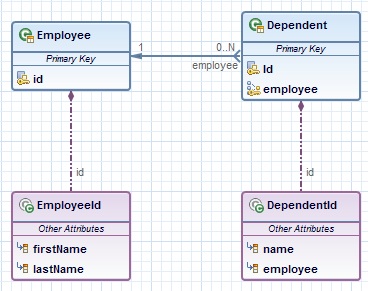 Employee
Primary Key
id
1
0..N
employee
Dependent
Primary Key
Id
employee
id
id
EmployeeId
Other Attributes
firstName
lastName
DependentId
Other Attributes
name
employee